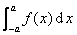 ∫_{-a}^{a} f(x) dx